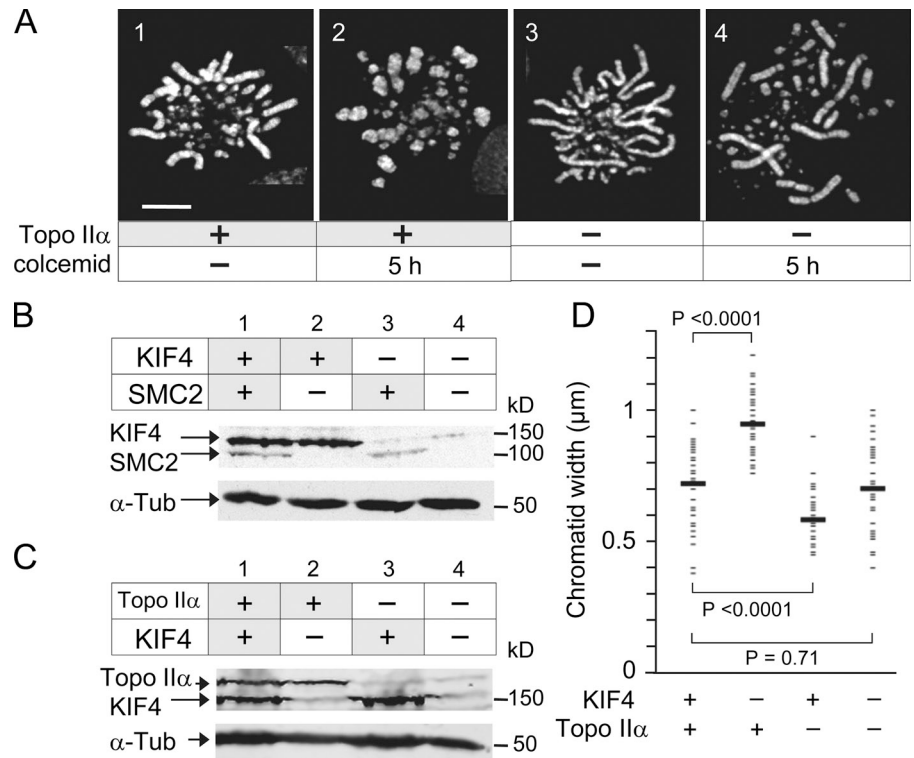 A
1 2 3 4
Topo IIα + + − −
colcemid − 5 h − 5 h
B
1 2 3 4
KIF4 + + − −
SMC2 + − + −
kD
KIF4
150
SMC2
100
α-Tub
50
C
1 2 3 4
Topo IIα + + − −
KIF4 + − + −
kD
Topo IIα
KIF4
150
α-Tub
50
D
P <0.0001
Chromatid width (µm)
1
0.5
0
P <0.0001
P = 0.71
KIF4 + − + −
Topo IIα + + − −